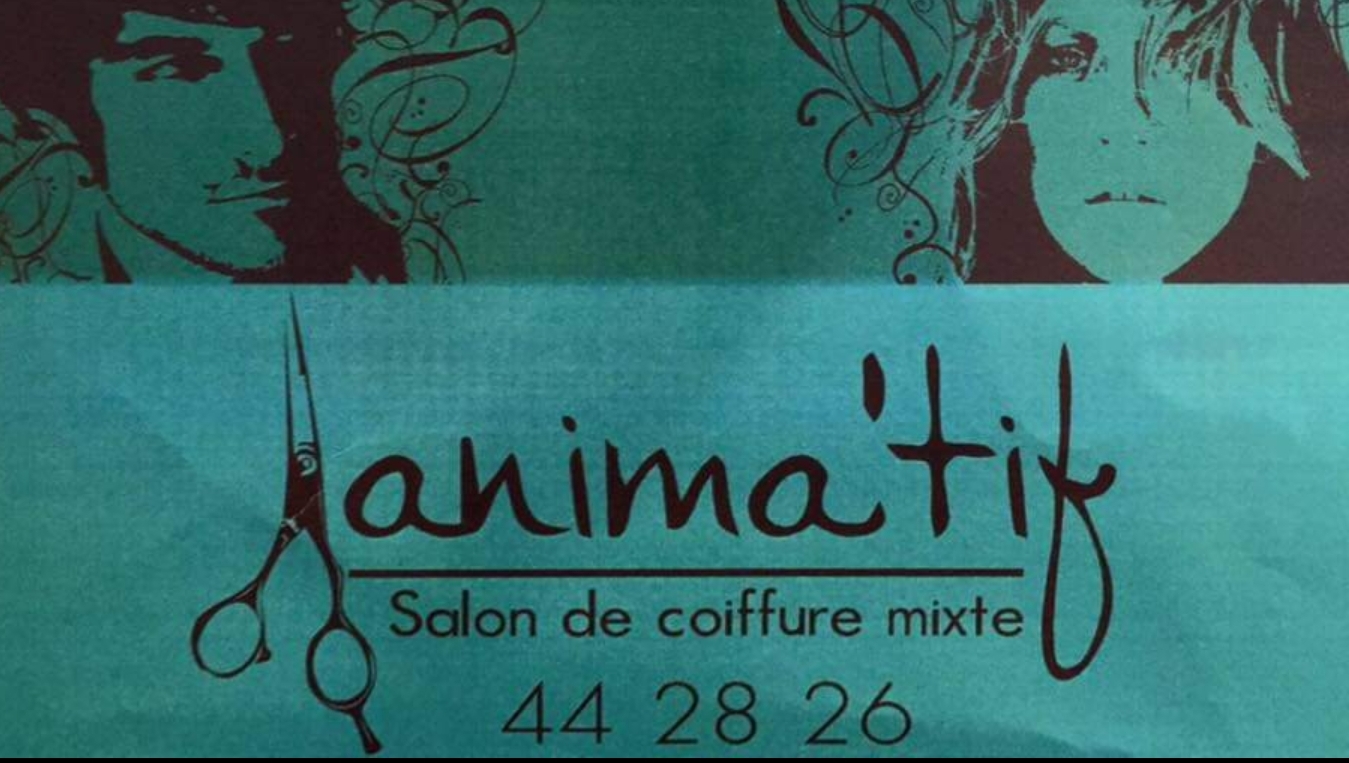 anima'tif
Salon de coiffure mixte
44 28 26